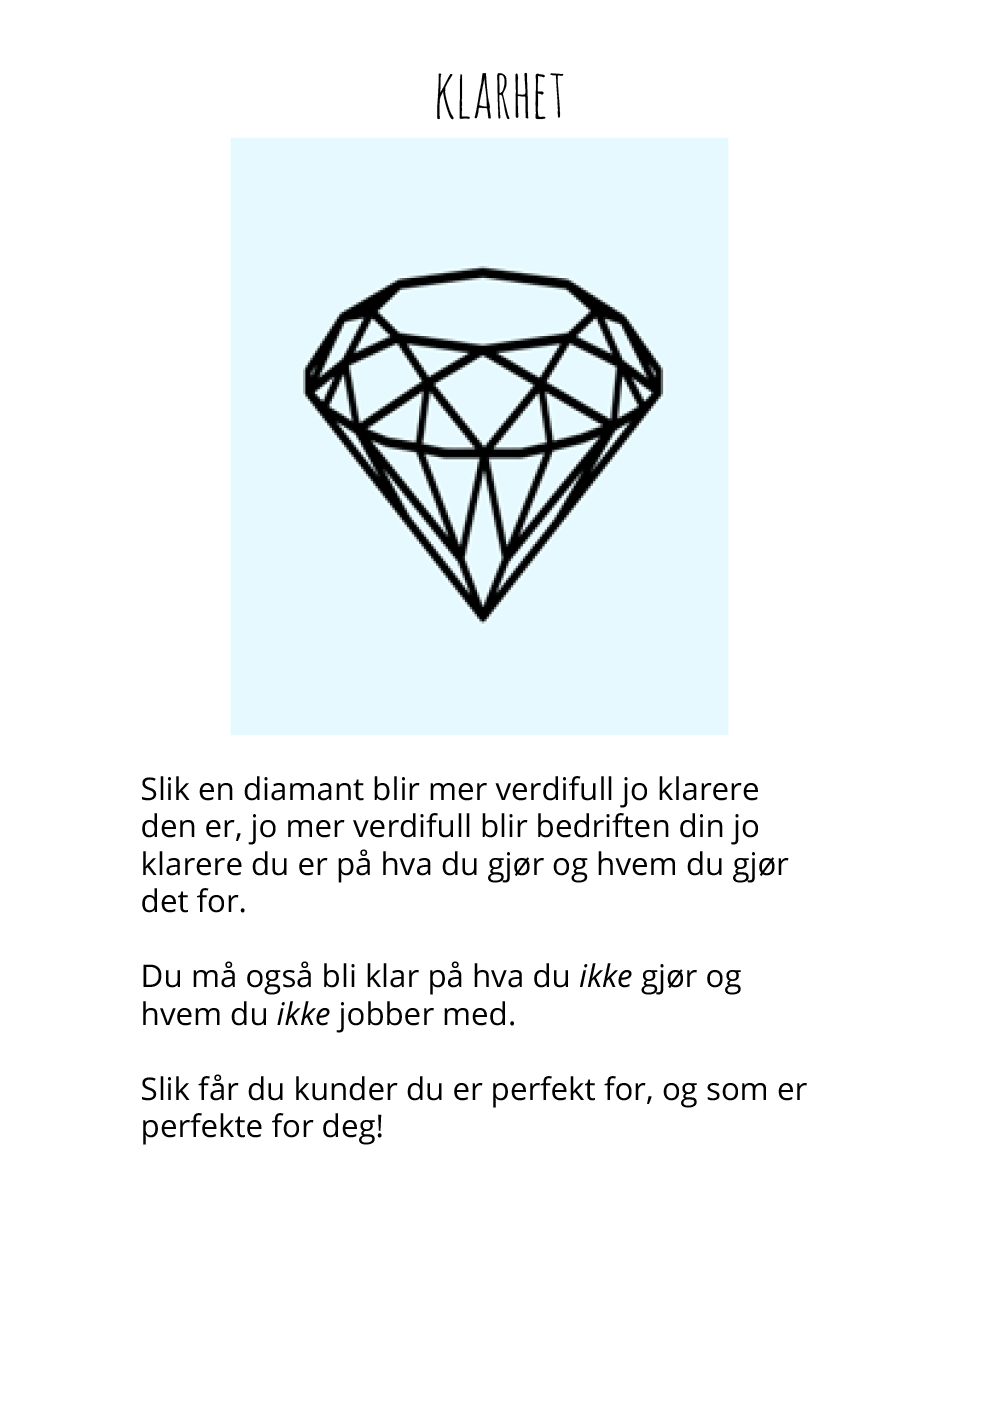 KLARHET
Slik en diamant blir mer verdifull jo klarere
den er, jo mer verdifull blir bedriften din jo
klarere du er på hva du gjør og hvem du gjør
det for.
Du må også bli klar på hva du ikke gjør og
hvem du ikke jobber med.
Slik får du kunder du er perfekt for, og som er
perfekte for deg!